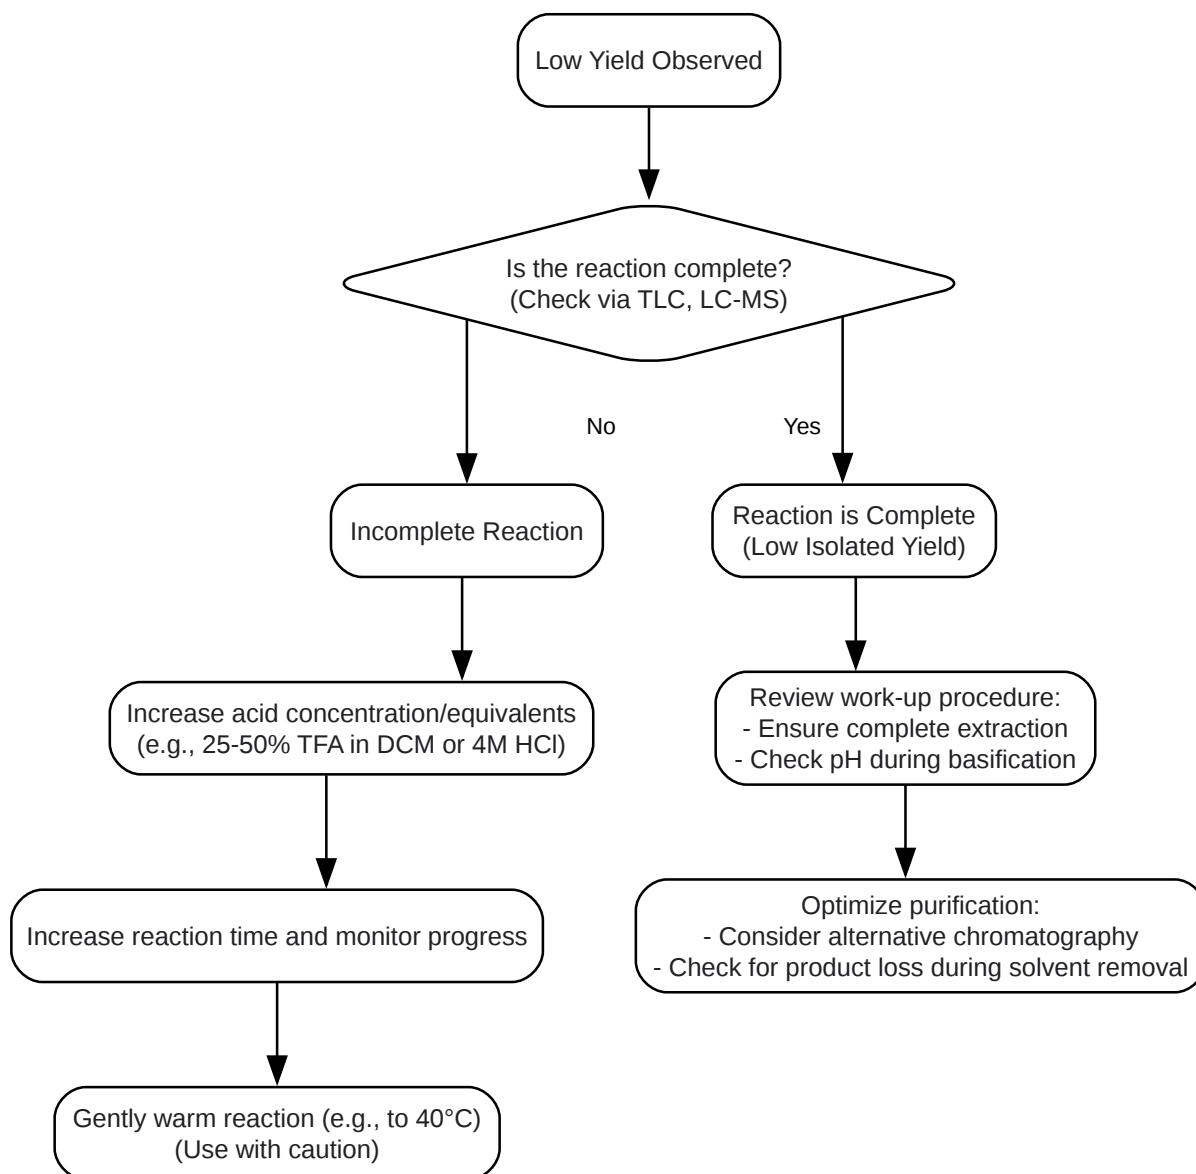 Low Yield Observed
Is the reaction complete?
(Check via TLC, LC-MS)
No
Yes
Incomplete Reaction
Reaction is Complete
(Low Isolated Yield)
Increase acid concentration/equivalents
(e.g., 25-50% TFA in DCM or 4M HCl)
Review work-up procedure:
- Ensure complete extraction
- Check pH during basification
Increase reaction time and monitor progress
Optimize purification:
- Consider alternative chromatography
- Check for product loss during solvent removal
Gently warm reaction (e.g., to 40°C)
(Use with caution)